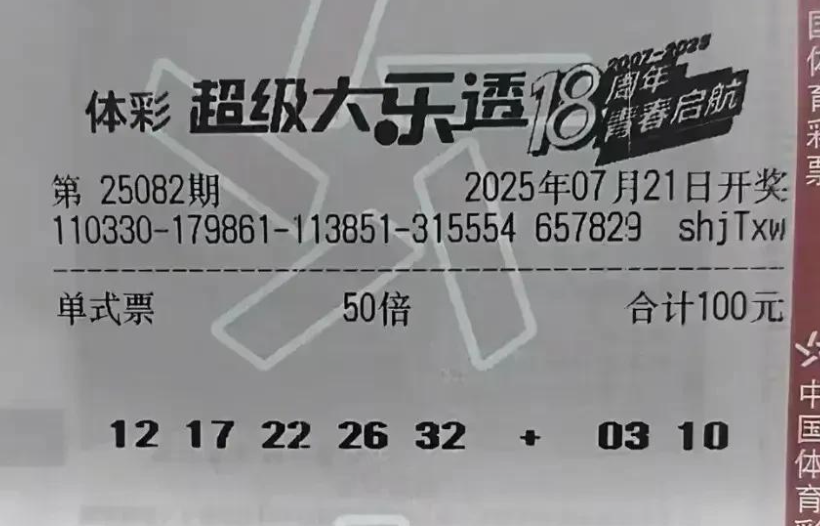 体彩 超级大乐透 18 2007-2025
周年
青春启航
第 25082期 2025年07月21日开奖
110330-179861-113851-315554 657829 shjTxw
单式票 50倍 合计100元
12 17 22 26 32 + 03 10
国体育彩票
中国体育